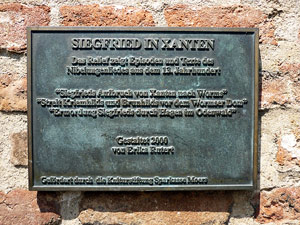 SIEGFRIED IN XANTEN
Das Relief zeigt Episoden und Texte des
Nibelungenliedes aus dem 13. Jahrhundert
"Siegfrieds Aufbruch von Xanten nach Worms"
"Streit Kriemhilds und Brunhilds vor dem Wormser Dom"
"Ermordung Siegfrieds durch Hagen im Odenwald"
Gestaltet 2000
von Erika Rutert
Gefördert durch die Kulturstiftung Sparkasse Moers